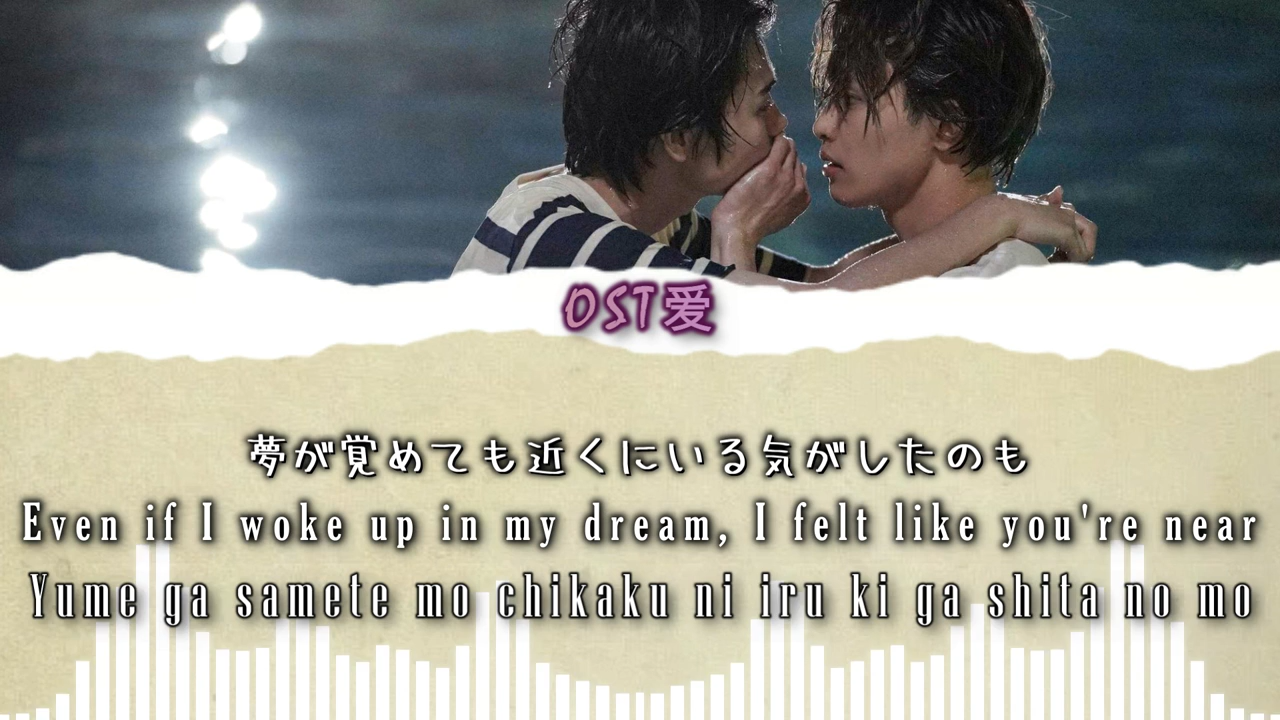 OST爱
夢が覚めても近くにいる気がしたのも
Even if I woke up in my dream, I felt like you're near
Yume ga samete mo chikaku ni iru ki ga shita no mo